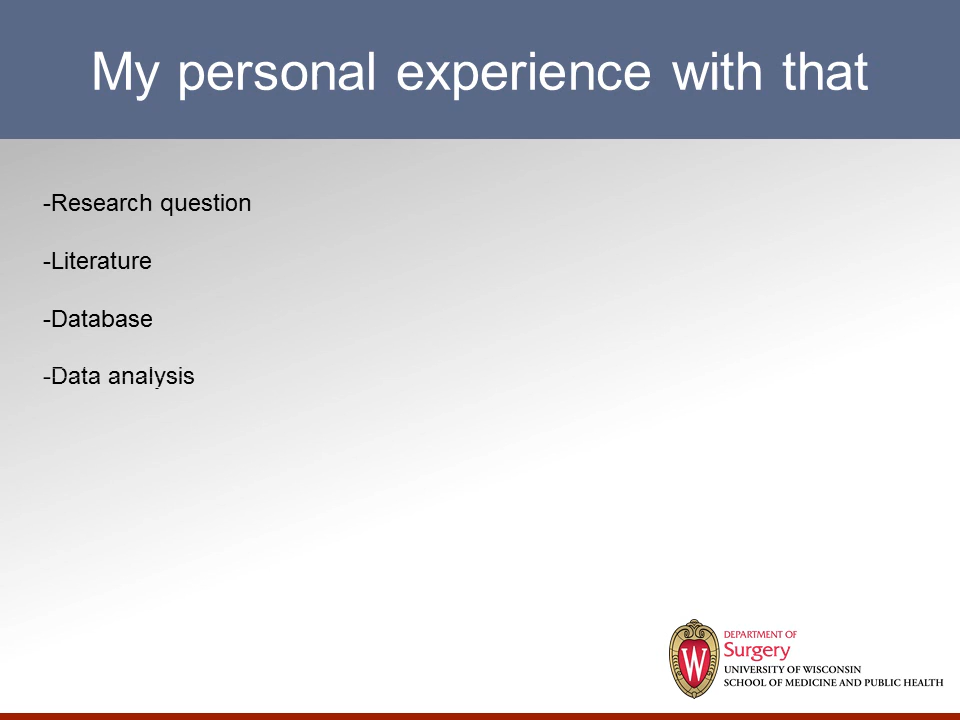 My personal experience with that
-Research question
-Literature
-Database
-Data analysis
W
DEPARTMENT OF
Surgery
UNIVERSITY OF WISCONSIN
SCHOOL OF MEDICINE AND PUBLIC HEALTH